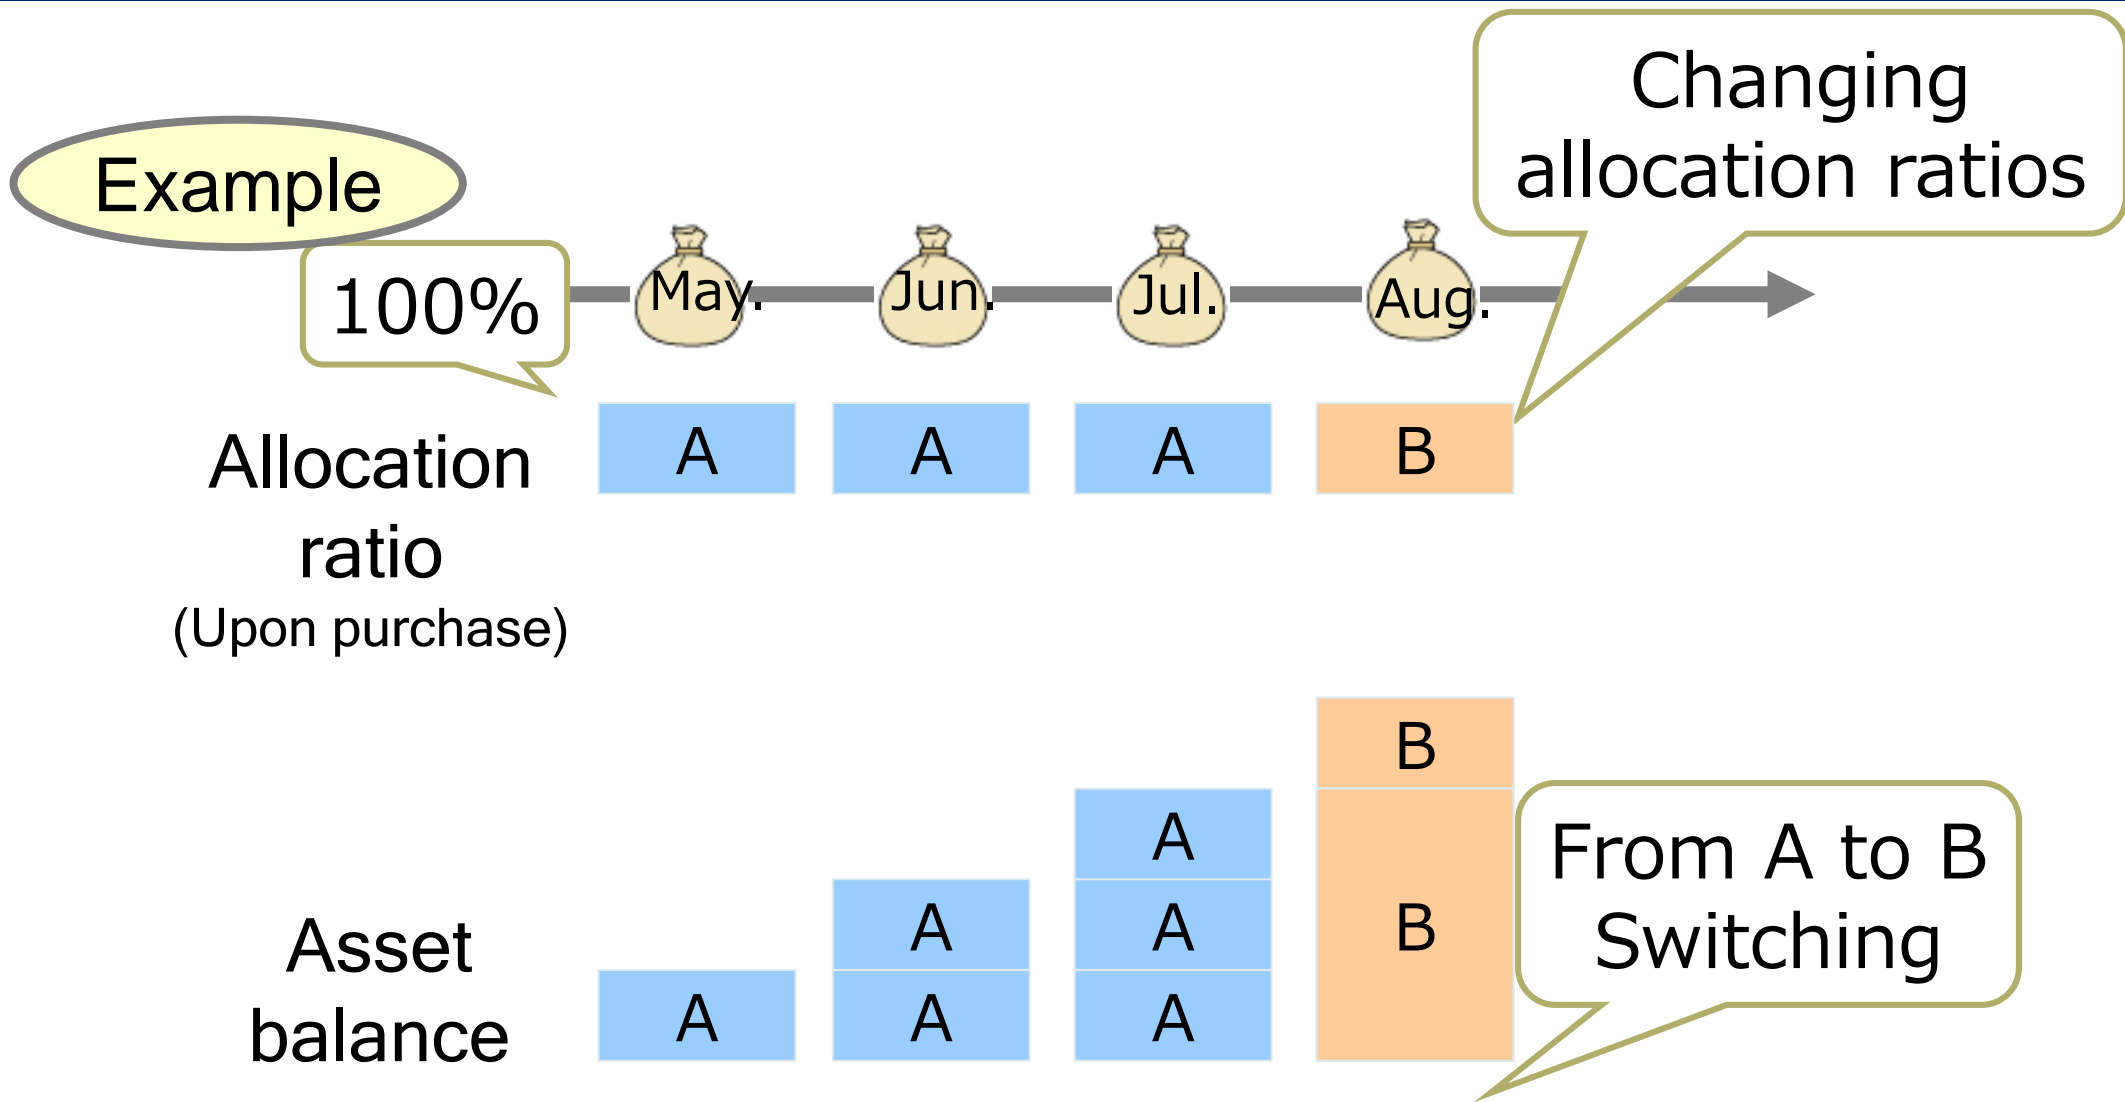 Changing
allocation ratios
Example
100%
May.
Jun.
Jul.
Aug.
Allocation
ratio
(Upon purchase)
A
A
A
B
B
A
A
A
B
From A to B
Switching
Asset
balance
A
A
A